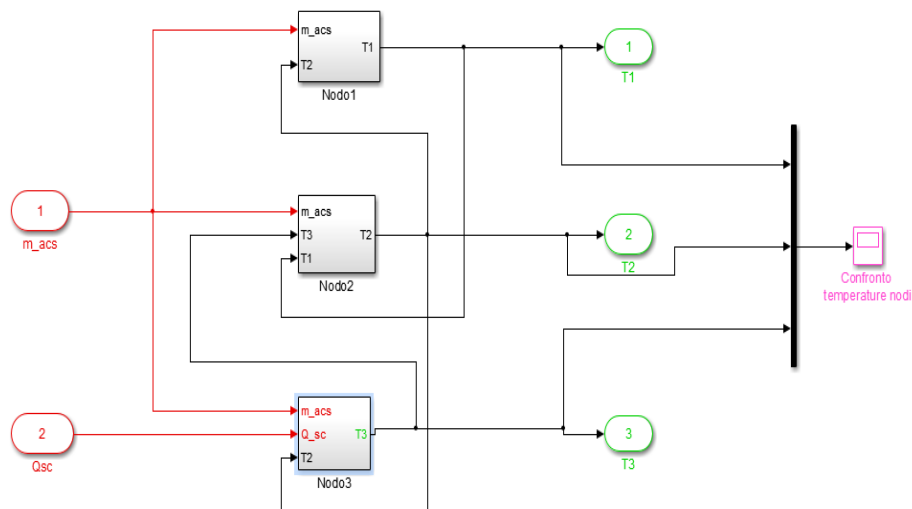 m_acs
T2
T1
Nodo1
1
T1
1
m_acs
m_acs
T3
T1
T2
Nodo2
2
T2
Confronto
temperature nodi
2
Qsc
m_acs
Q_sc
T2
T3
Nodo3
3
T3